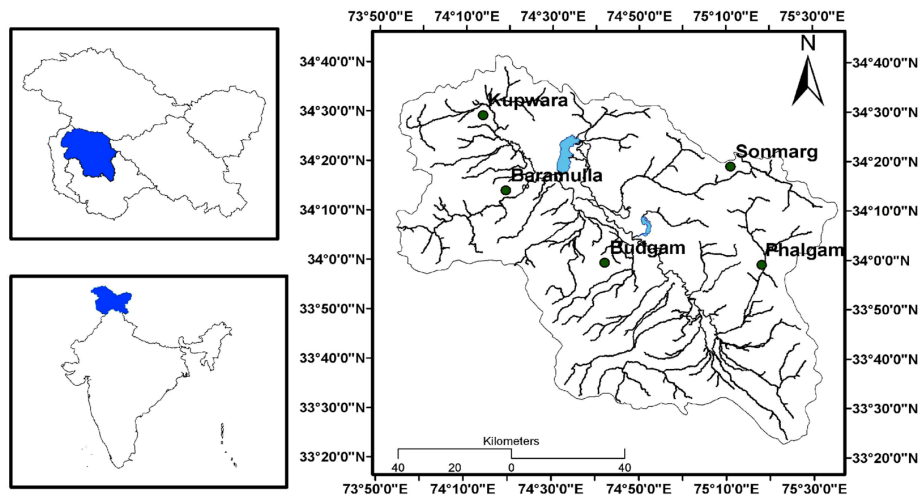 73°50'0"E 74°10'0"E 74°30'0"E 74°50'0"E 75°10'0"E 75°30'0"E
N
34°40'0"N 34°40'0"N
34°30'0"N 34°30'0"N
34°20'0"N 34°20'0"N
34°10'0"N 34°10'0"N
34°0'0"N 34°0'0"N
33°50'0"N 33°50'0"N
33°40'0"N 33°40'0"N
33°30'0"N 33°30'0"N
33°20'0"N 33°20'0"N
Kupwara
Sonmarg
Baramulla
Budgam
Phalgam
Kilometers
40 20 0 40
73°50'0"E 74°10'0"E 74°30'0"E 74°50'0"E 75°10'0"E 75°30'0"E